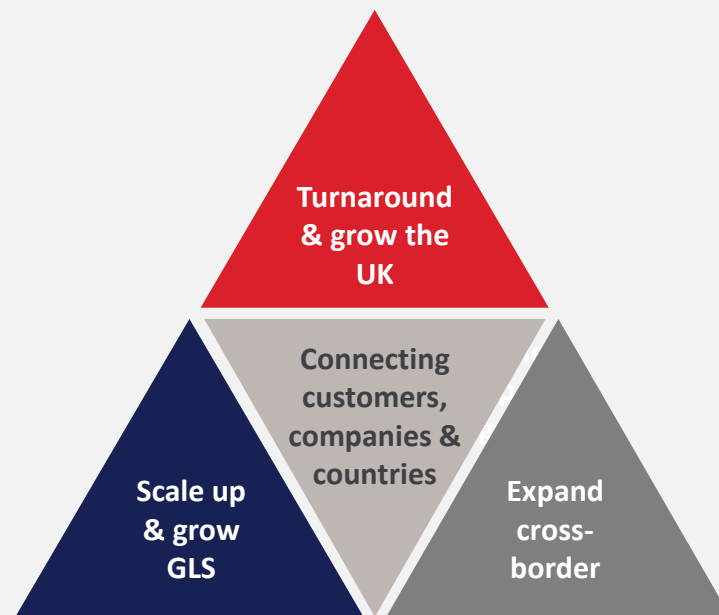 Turnaround
& grow the
UK
Connecting
customers,
companies &
countries
Scale up
& grow
GLS
Expand
cross-
border